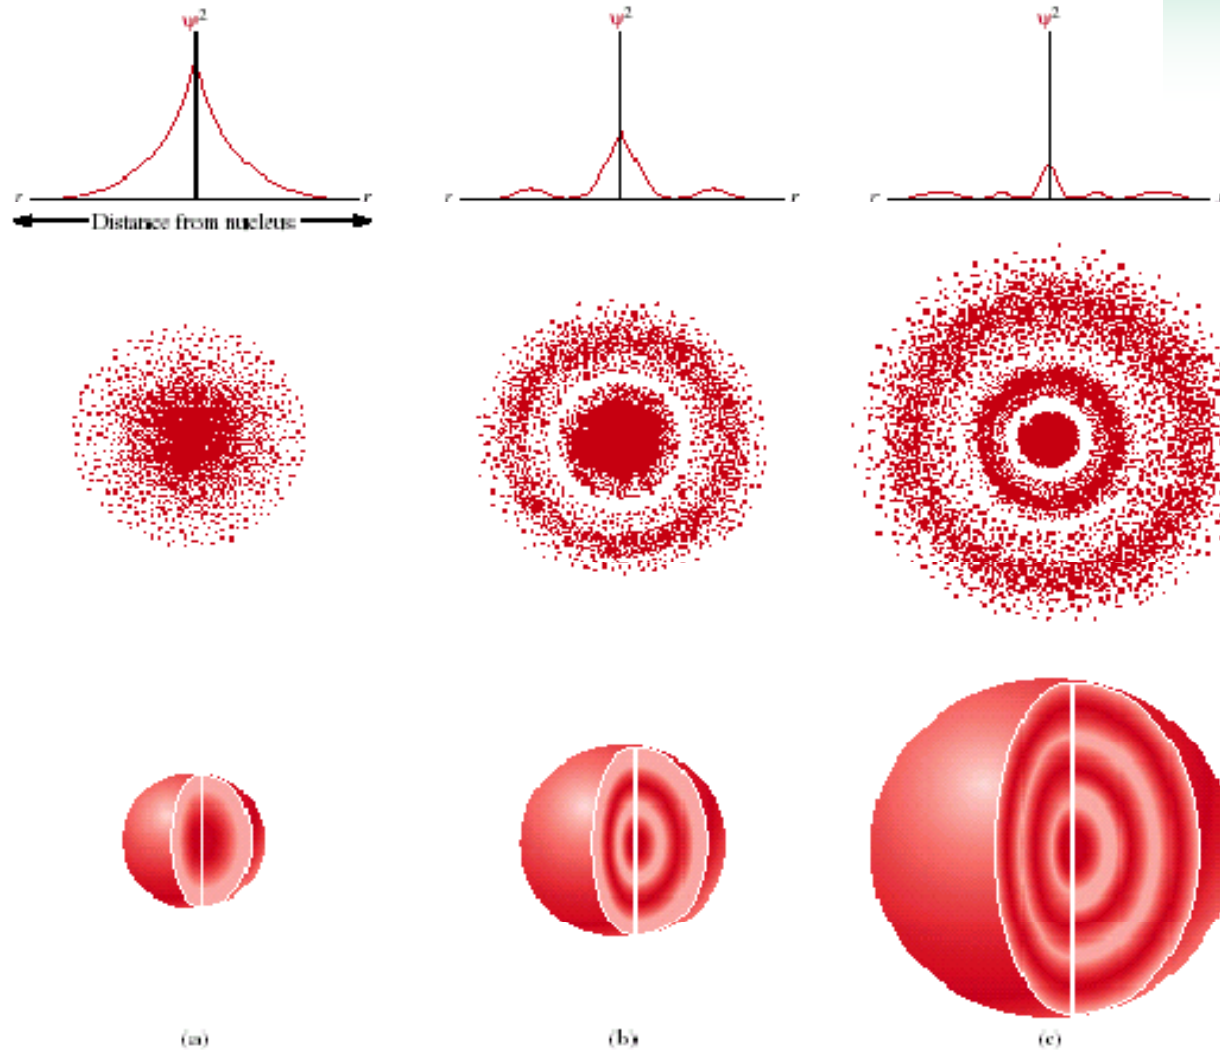 ψ² ψ² ψ²
r r r r r
Distance from nucleus
(a) (b) (c)